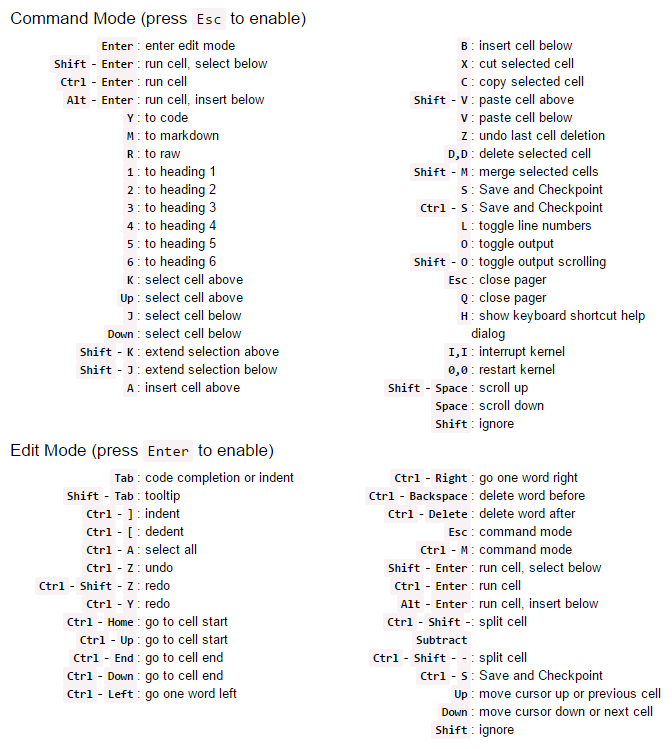 Command Mode (press Esc to enable)
Enter : enter edit mode
Shift - Enter : run cell, select below
Ctrl - Enter : run cell
Alt - Enter : run cell, insert below
Y : to code
M : to markdown
R : to raw
1 : to heading 1
2 : to heading 2
3 : to heading 3
4 : to heading 4
5 : to heading 5
6 : to heading 6
K : select cell above
Up : select cell above
J : select cell below
Down : select cell below
Shift - K : extend selection above
Shift - J : extend selection below
A : insert cell above
B : insert cell below
X : cut selected cell
C : copy selected cell
Shift - V : paste cell above
V : paste cell below
Z : undo last cell deletion
D,D : delete selected cell
Shift - M : merge selected cells
S : Save and Checkpoint
Ctrl - S : Save and Checkpoint
L : toggle line numbers
O : toggle output
Shift - O : toggle output scrolling
Esc : close pager
Q : close pager
H : show keyboard shortcut help
dialog
I,I : interrupt kernel
0,0 : restart kernel
Shift - Space : scroll up
Space : scroll down
Shift : ignore
Edit Mode (press Enter to enable)
Tab : code completion or indent
Shift - Tab : tooltip
Ctrl - ] : indent
Ctrl - [ : dedent
Ctrl - A : select all
Ctrl - Z : undo
Ctrl - Shift - Z : redo
Ctrl - Y : redo
Ctrl - Home : go to cell start
Ctrl - Up : go to cell start
Ctrl - End : go to cell end
Ctrl - Down : go to cell end
Ctrl - Left : go one word left
Ctrl - Right : go one word right
Ctrl - Backspace : delete word before
Ctrl - Delete : delete word after
Esc : command mode
Ctrl - M : command mode
Shift - Enter : run cell, select below
Ctrl - Enter : run cell
Alt - Enter : run cell, insert below
Ctrl - Shift - : split cell
Subtract
Ctrl - Shift - - : split cell
Ctrl - S : Save and Checkpoint
Up : move cursor up or previous cell
Down : move cursor down or next cell
Shift : ignore